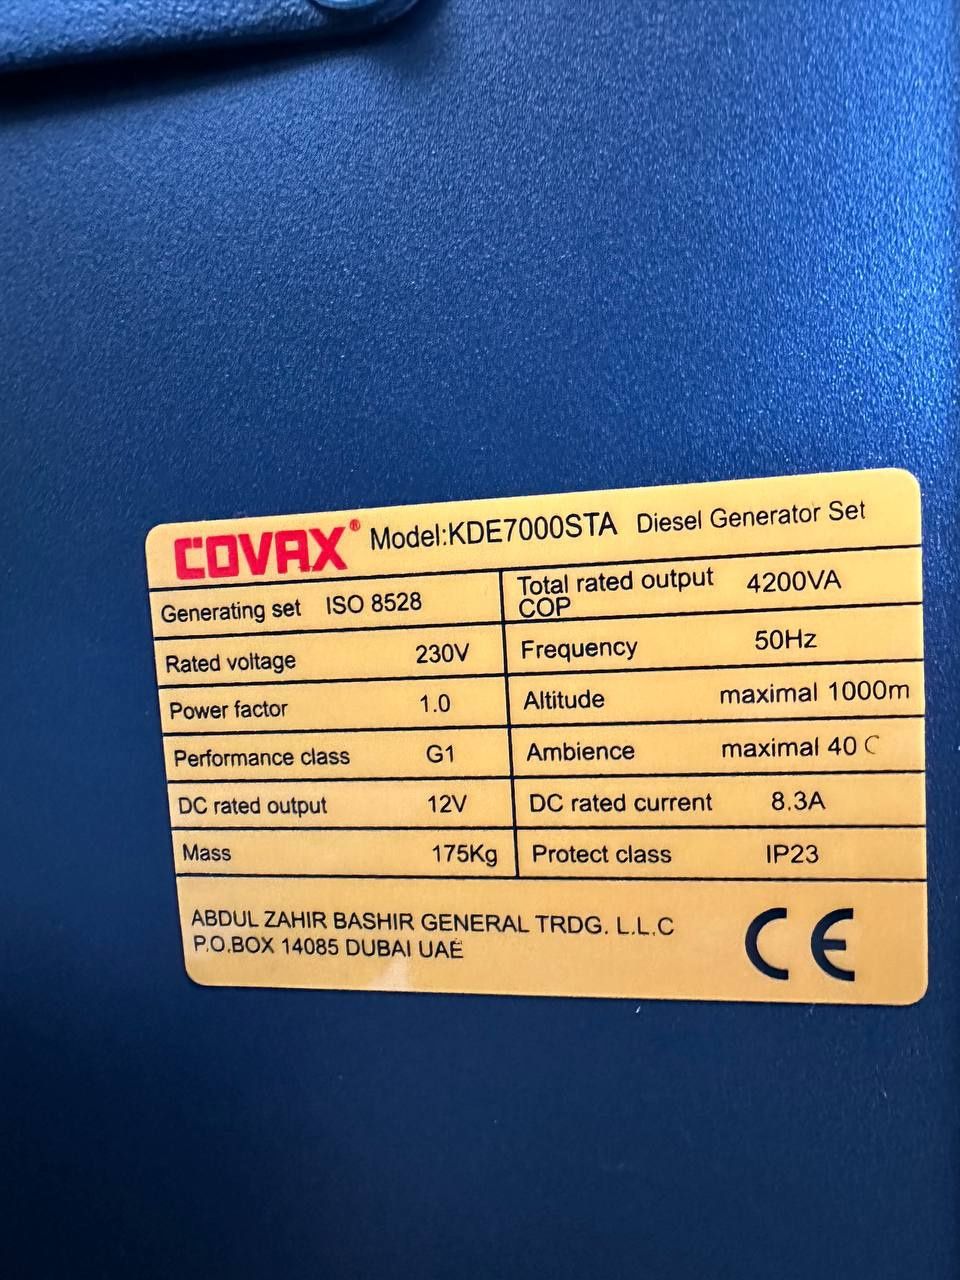 COVAX® Model:KDE7000STA Diesel Generator Set
Generating set ISO 8528 Total rated output COP 4200VA
Rated voltage 230V Frequency 50Hz
Power factor 1.0 Altitude maximal 1000m
Performance class G1 Ambience maximal 40 C
DC rated output 12V DC rated current 8.3A
Mass 175Kg Protect class IP23
ABDUL ZAHIR BASHIR GENERAL TRDG. L.L.C
P.O.BOX 14085 DUBAI UAE
CE